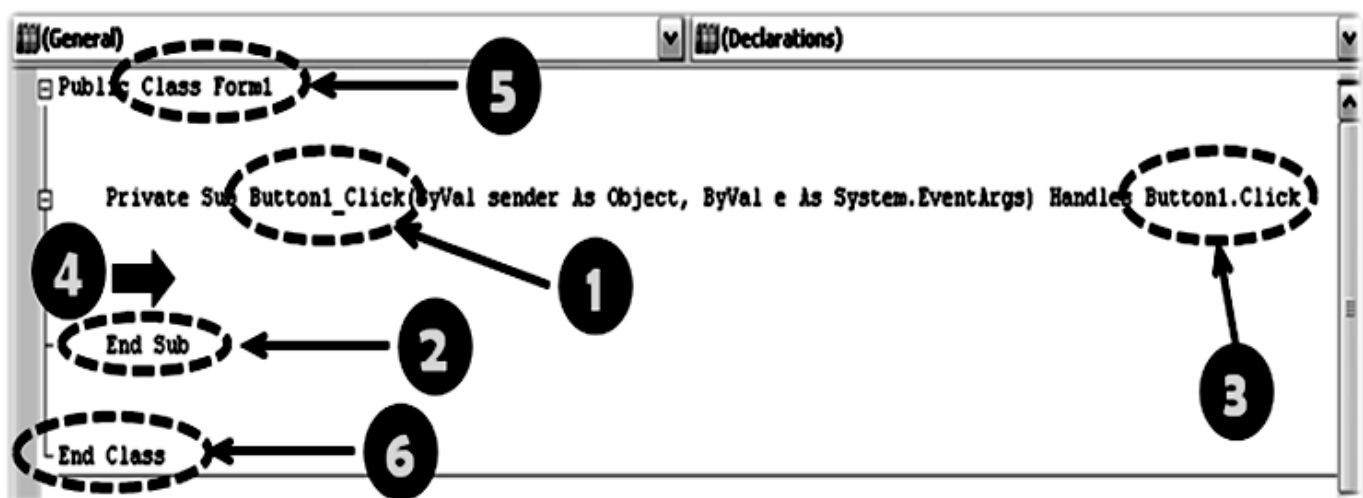 (General) (Declarations)
Public Class Form1
5
Private Sub Button1_Click(ByVal sender As Object, ByVal e As System.EventArgs) Handles Button1.Click
4
1
End Sub
2
3
End Class
6